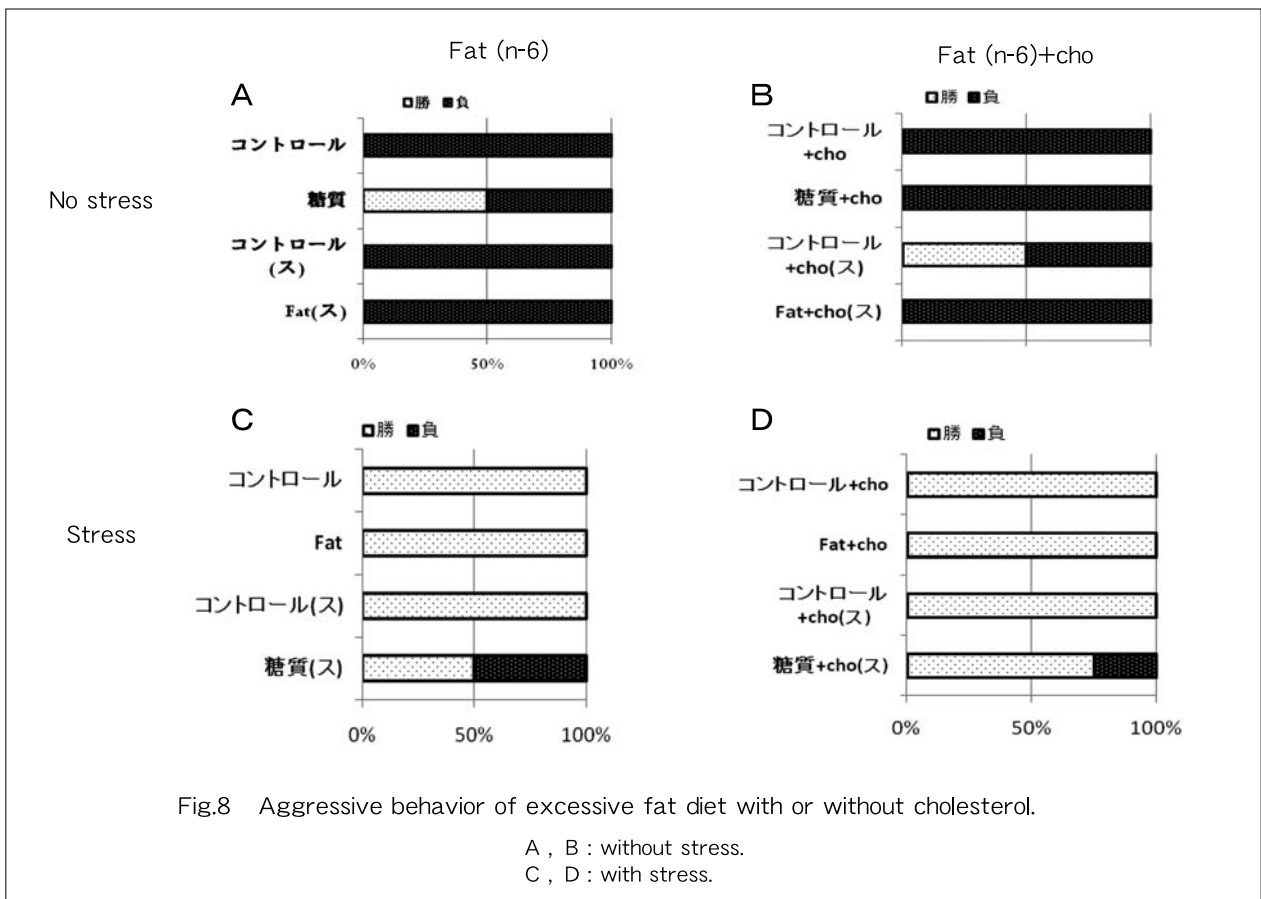 Fat (n-6)
Fat (n-6)+cho
No stress
A
□勝 ■負
コントロール
糖質
コントロール
(ス)
Fat(ス)
0% 50% 100%
B
□勝 ■負
コントロール
+cho
糖質+cho
コントロール
+cho(ス)
Fat+cho(ス)
Stress
C
□勝 ■負
コントロール
Fat
コントロール(ス)
糖質(ス)
0% 50% 100%
D
□勝 ■負
コントロール+cho
Fat+cho
コントロール
+cho(ス)
糖質+cho(ス)
0% 50% 100%
Fig.8 Aggressive behavior of excessive fat diet with or without cholesterol.
A , B : without stress.
C , D : with stress.